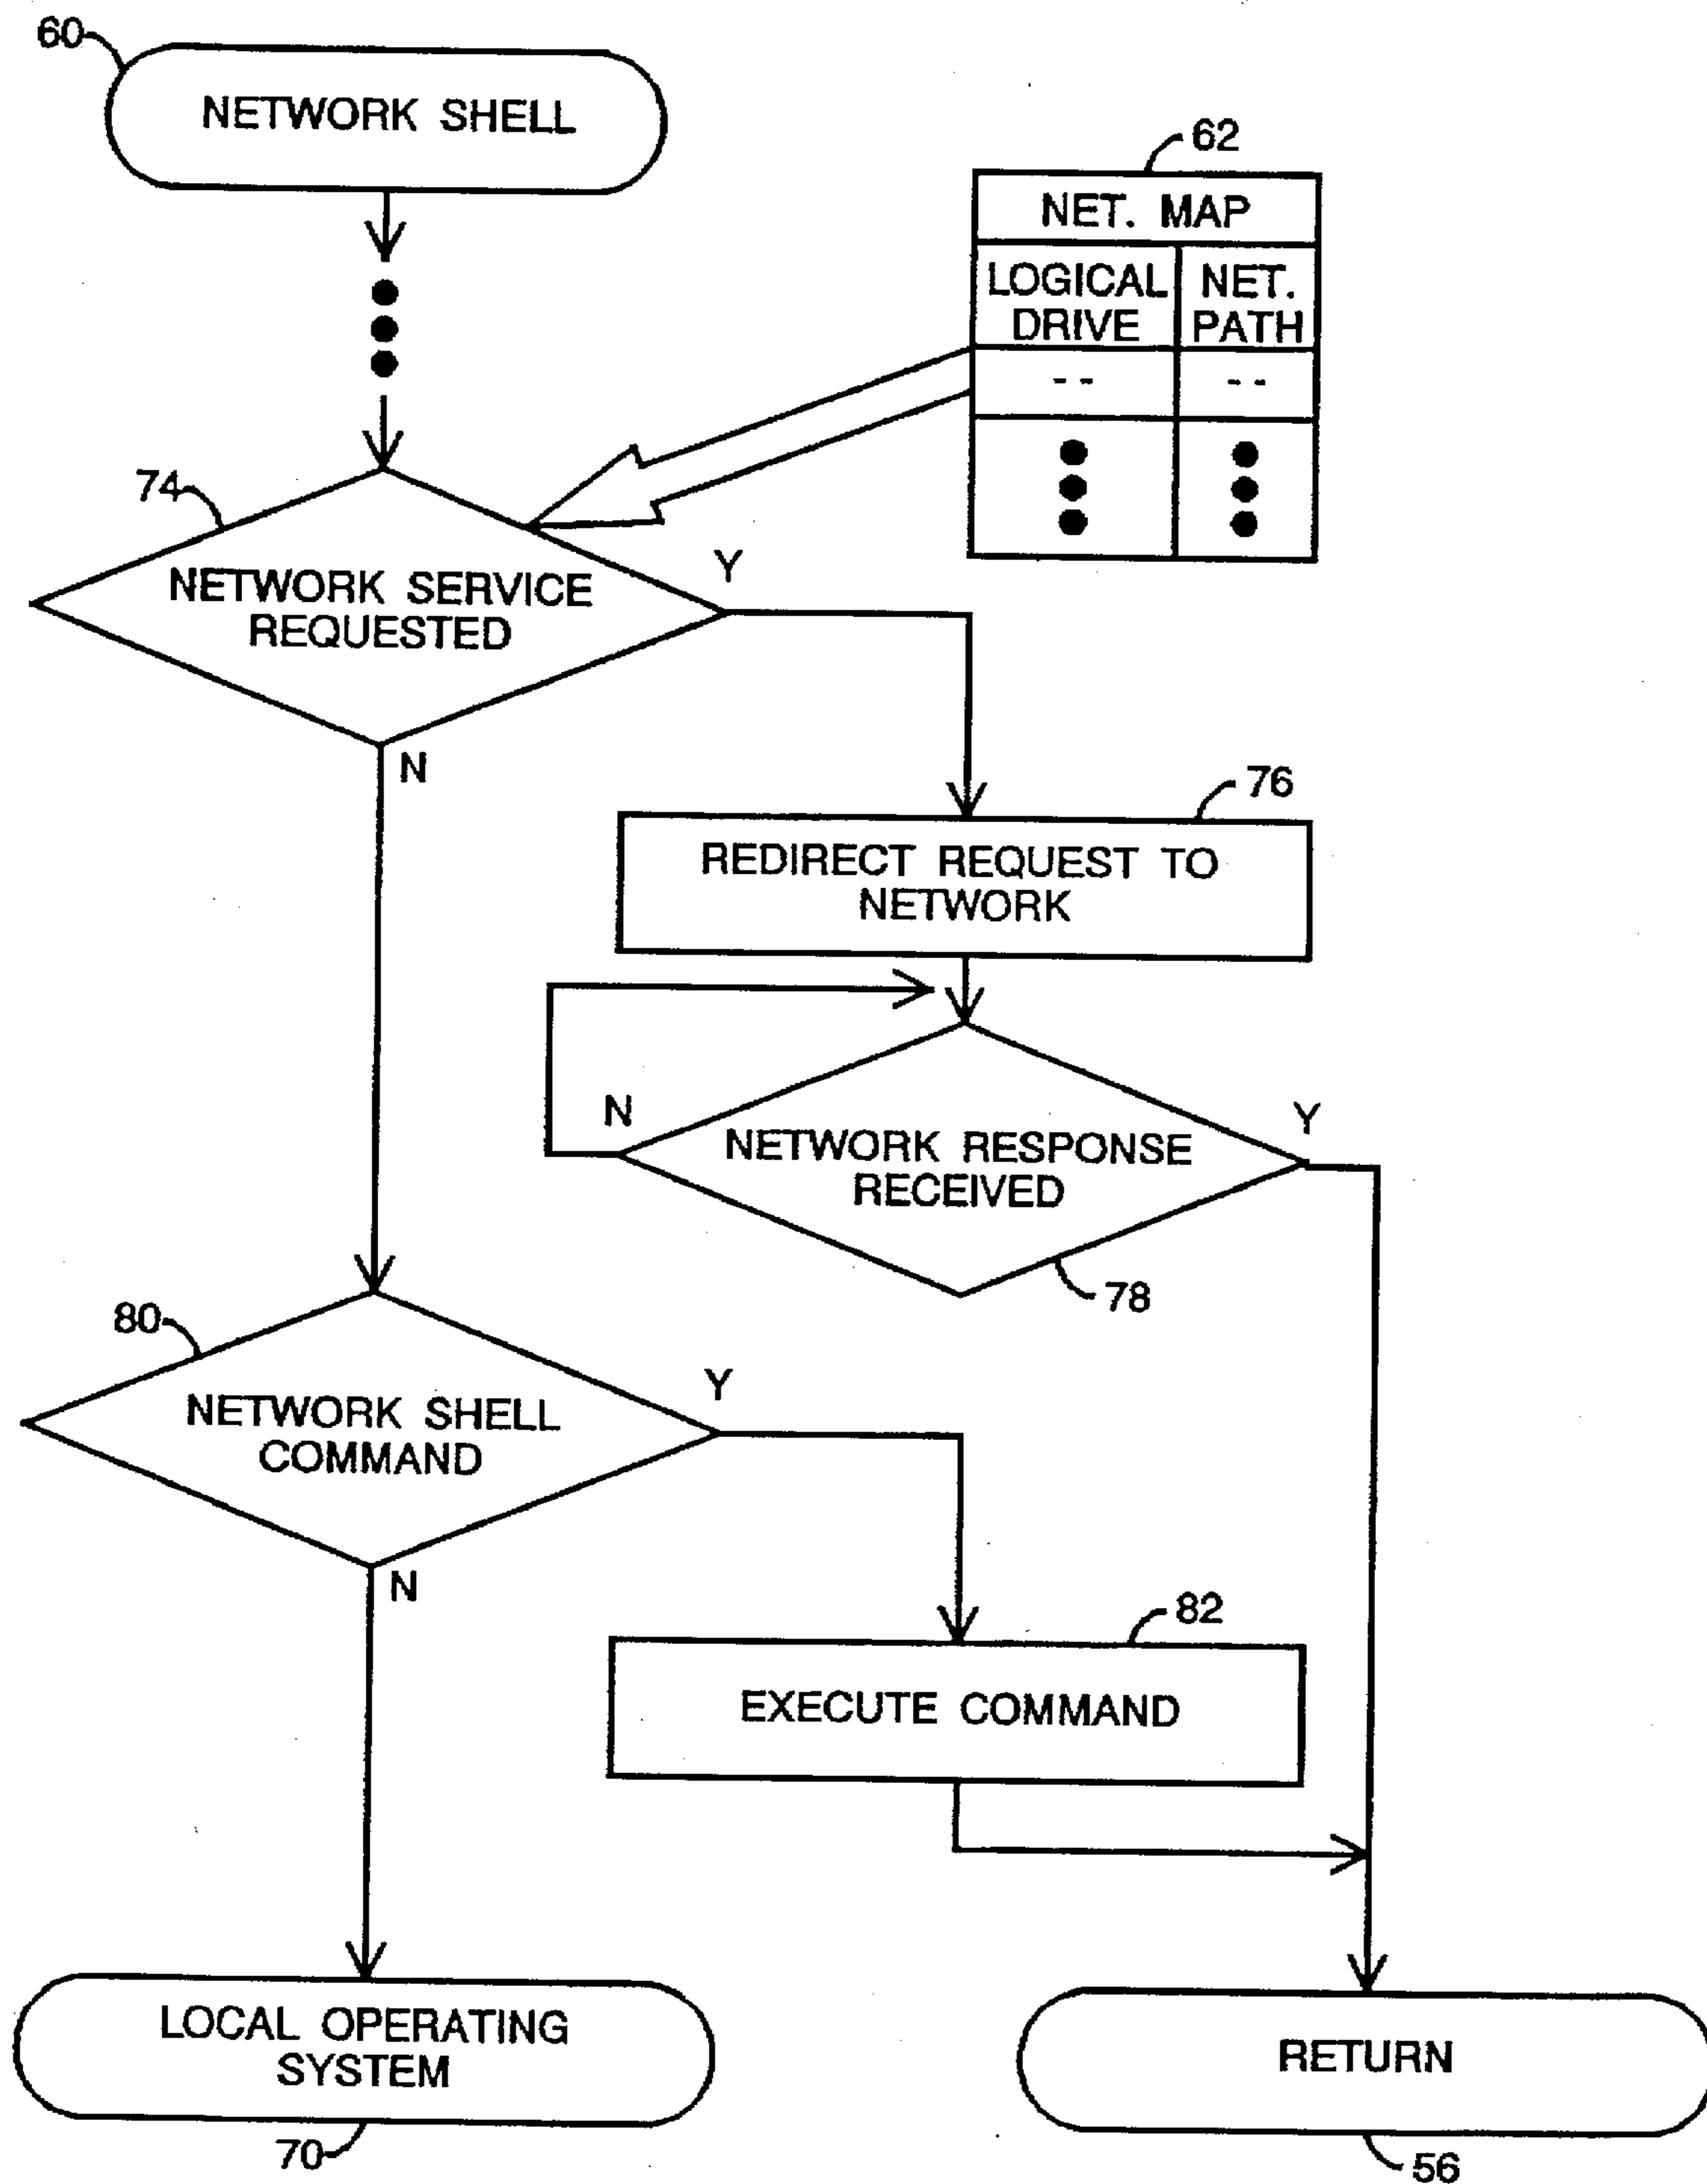 60
NETWORK SHELL
62
NET. MAP
LOGICAL
DRIVE
NET.
PATH
-- --
74
NETWORK SERVICE
REQUESTED
Y
N
76
REDIRECT REQUEST TO
NETWORK
N
NETWORK RESPONSE
RECEIVED
Y
78
80
NETWORK SHELL
COMMAND
Y
N
82
EXECUTE COMMAND
LOCAL OPERATING
SYSTEM
70
RETURN
56